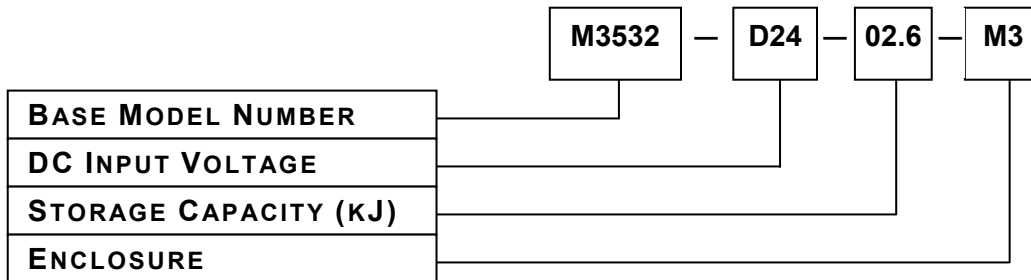 M3532 — D24 — 02.6 — M3
BASE MODEL NUMBER
DC INPUT VOLTAGE
STORAGE CAPACITY (KJ)
ENCLOSURE